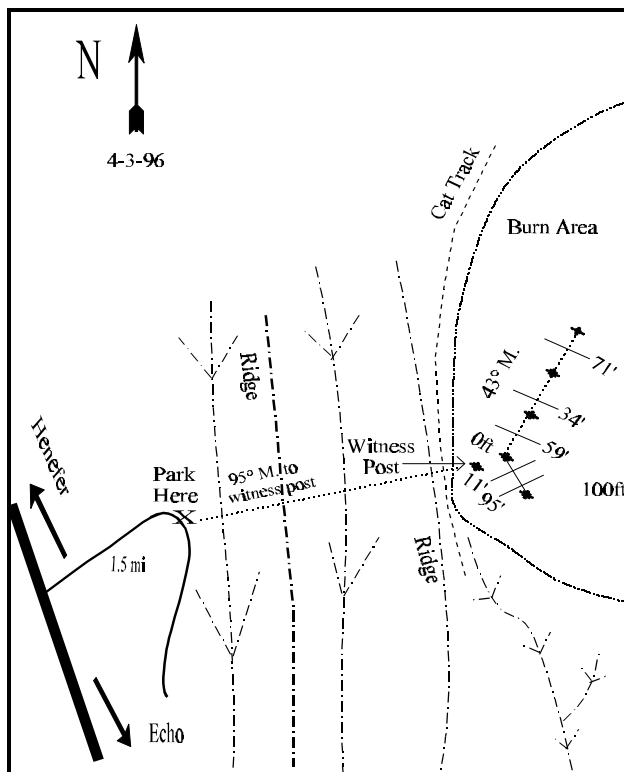 N
4-3-96
Cat Track
Burn Area
71'
43° M.
34'
Ridge
0ft
59'
Henefer
Witness
Post
11'
95'
100ft
Park
Here
95° M. to
witness post
X
Ridge
1.5 mi
Echo